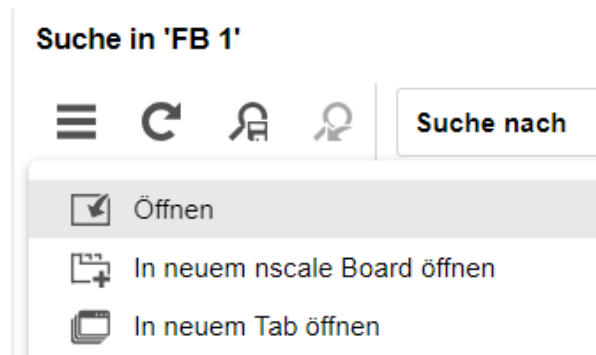 Suche in 'FB 1'
Suche nach
Öffnen
In neuem nscale Board öffnen
In neuem Tab öffnen